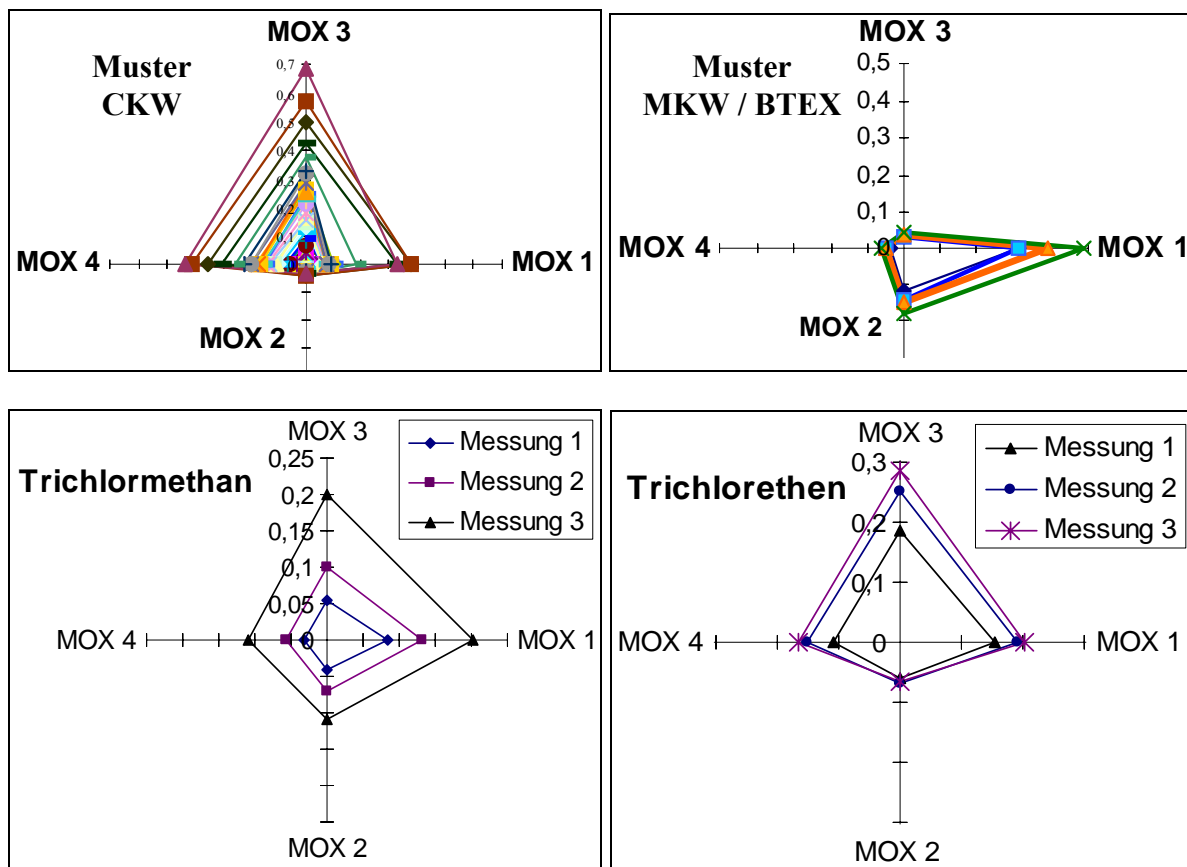 MOX 3
Muster
CKW
0,7
0,6
0,5
0,4
0,3
0,2
0,1
MOX 4
MOX 1
MOX 2
MOX 3
Muster
MKW / BTEX
0,5
0,4
0,3
0,2
0,1
0
MOX 4
MOX 1
MOX 2
MOX 3
Trichlormethan
Messung 1
Messung 2
Messung 3
0,25
0,2
0,15
0,1
0,05
0
MOX 4
MOX 1
MOX 2
MOX 3
Trichlorethen
Messung 1
Messung 2
Messung 3
0,3
0,2
0,1
0
MOX 4
MOX 1
MOX 2